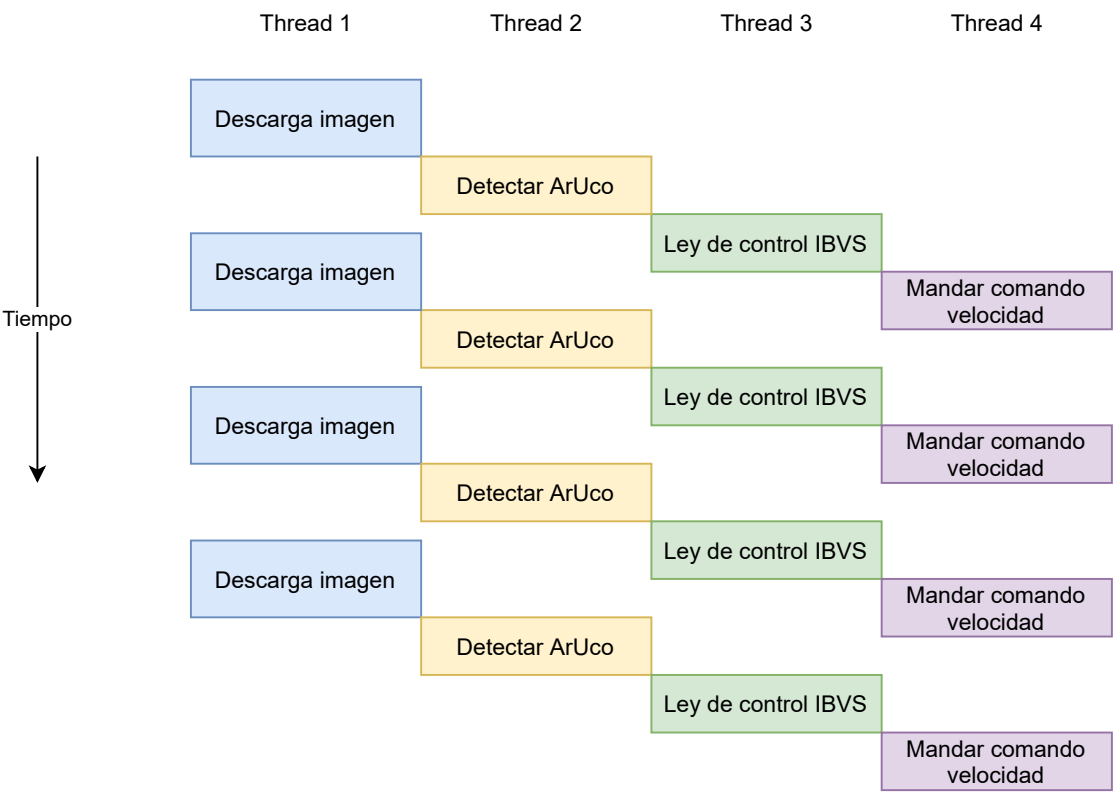 Thread 1
Thread 2
Thread 3
Thread 4
Descarga imagen
Detectar ArUco
Ley de control IBVS
Descarga imagen
Mandar comando
velocidad
Tiempo
Detectar ArUco
Ley de control IBVS
Descarga imagen
Mandar comando
velocidad
Detectar ArUco
Ley de control IBVS
Descarga imagen
Mandar comando
velocidad
Detectar ArUco
Ley de control IBVS
Mandar comando
velocidad